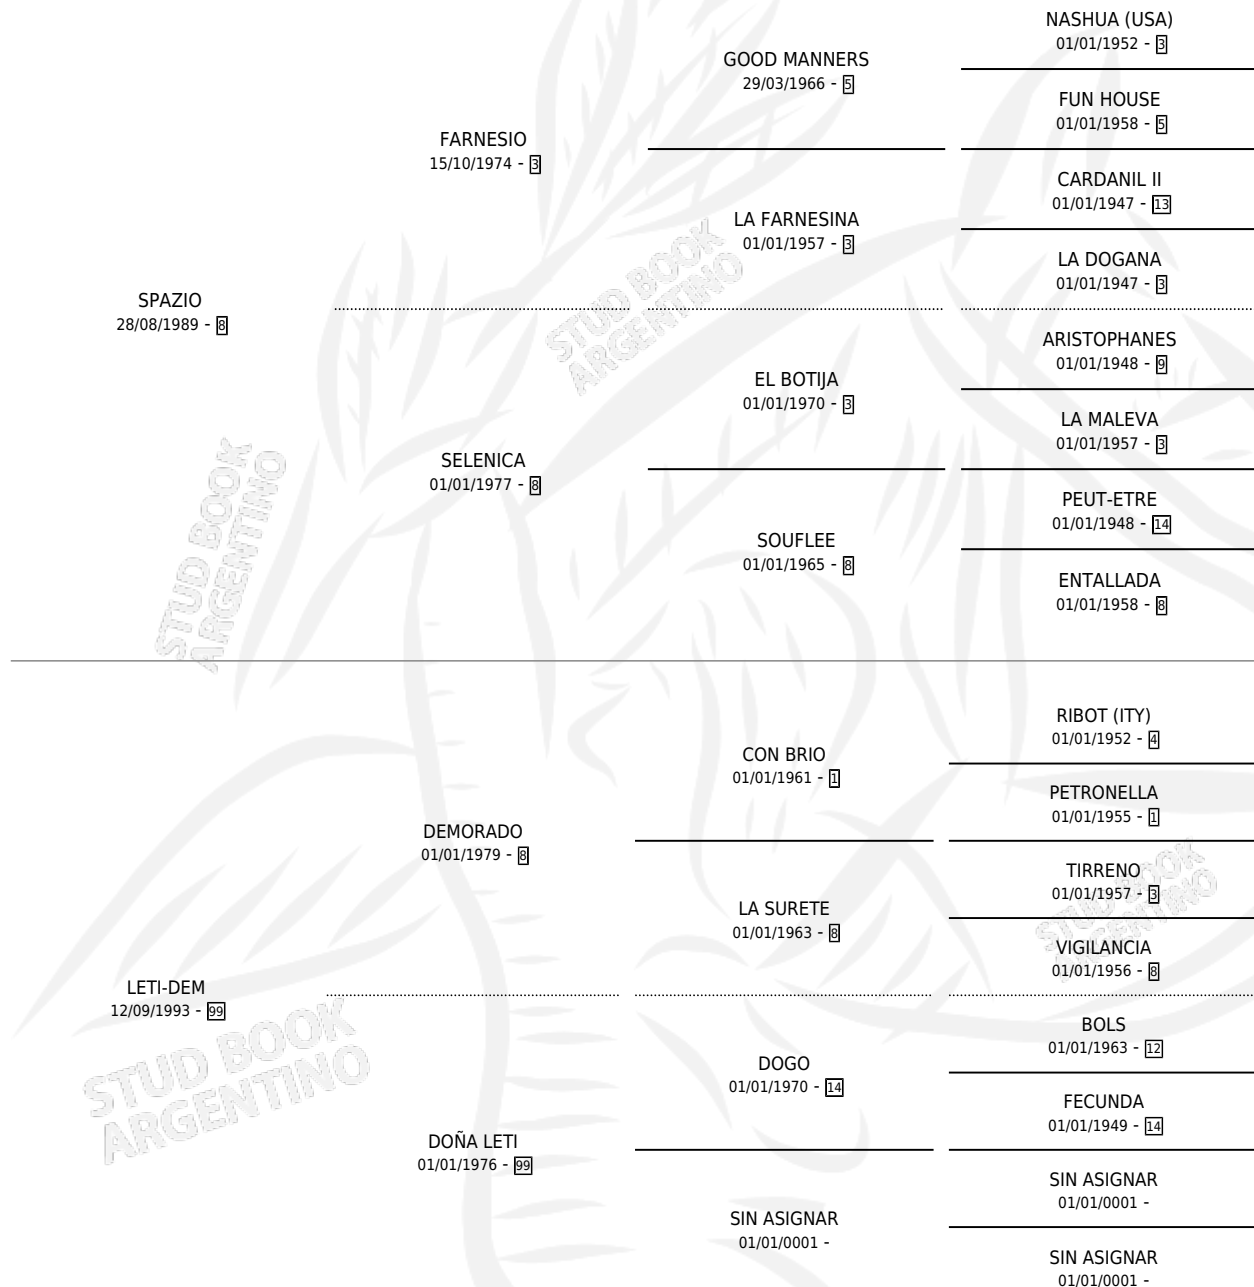 NASHUA (USA)
01/01/1952 - 3
GOOD MANNERS
29/03/1966 - 5
FUN HOUSE
01/01/1958 - 5
FARNESIO
15/10/1974 - 3
CARDANIL II
01/01/1947 - 13
LA FARNESINA
01/01/1957 - 3
LA DOGANA
01/01/1947 - 3
SPAZIO
28/08/1989 - 8
ARISTOPHANES
01/01/1948 - 9
EL BOTIJA
01/01/1970 - 3
LA MALEVA
01/01/1957 - 3
SELENICA
01/01/1977 - 8
PEUT-ETRE
01/01/1948 - 14
SOUFLEE
01/01/1965 - 8
ENTALLADA
01/01/1958 - 8
RIBOT (ITY)
01/01/1952 - 4
CON BRIO
01/01/1961 - 1
PETRONELLA
01/01/1955 - 1
DEMORADO
01/01/1979 - 8
TIRRENO
01/01/1957 - 3
LA SURETE
01/01/1963 - 8
VIGILANCIA
01/01/1956 - 8
LETI-DEM
12/09/1993 - 99
BOLS
01/01/1963 - 12
DOGO
01/01/1970 - 14
FECUNDA
01/01/1949 - 14
DOÑA LETI
01/01/1976 - 99
SIN ASIGNAR
01/01/0001 -
SIN ASIGNAR
01/01/0001 -
SIN ASIGNAR
01/01/0001 -
STUD BOOK
ARGENTINO
STUD BOOK
ARGENTINO
STUD BOOK
ARGENTINO
STUD BOOK
ARGENTINO